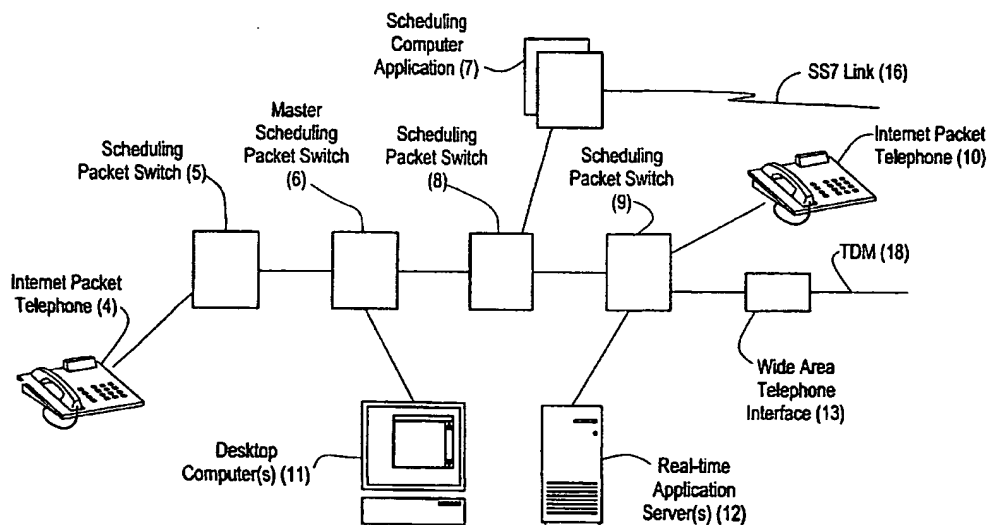 Scheduling
Computer
Application (7)
SS7 Link (16)
Master
Scheduling
Packet Switch
(6)
Scheduling
Packet Switch
(8)
Internet Packet
Telephone (10)
Scheduling
Packet Switch (5)
Scheduling
Packet Switch
(9)
TDM (18)
Internet Packet
Telephone (4)
Wide Area
Telephone
Interface (13)
Desktop
Computer(s) (11)
Real-time
Application
Server(s) (12)